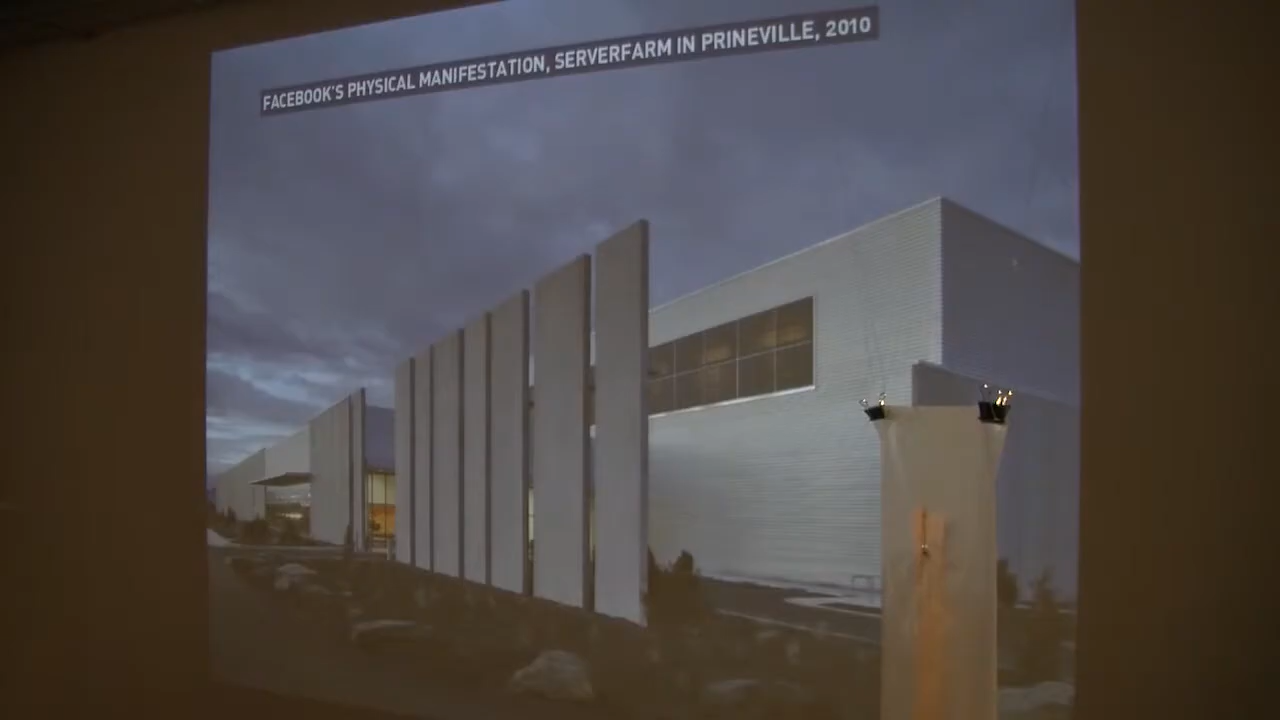 FACEBOOK'S PHYSICAL MANIFESTATION, SERVERFARM IN PRINEVILLE, 2010